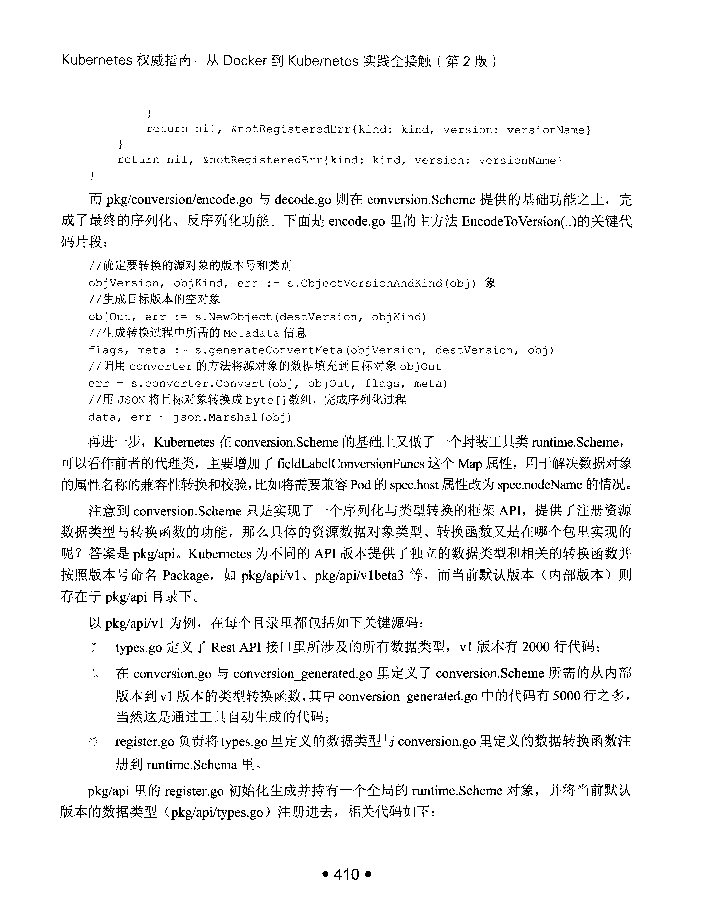 Kubernetes 权威指南：从 Docker 到 Kubernetes 实践全接触（第 2 版）
}
return nil, &notRegisteredErr{kind: kind, version: versionName}
}
return nil, &notRegisteredErr{kind: kind, version: versionName}
}
而 pkg/conversion/encode.go 与 decode.go 则在 conversion.Scheme 提供的基础功能之上，完
成了最终的序列化、反序列化功能。下面是 encode.go 里的主方法 EncodeToVersion(..)的关键代
码片段：
//确定要转换的源对象的版本号和类别
objVersion, objKind, err := s.ObjectVersionAndKind(obj) 象
//生成目标版本的空对象
objOut, err := s.NewObject(destVersion, objKind)
//生成转换过程中所需的 Metadata 信息
flags, meta := s.generateConvertMeta(objVersion, destVersion, obj)
//调用 converter 的方法将源对象的数据填充到目标对象 objOut
err = s.converter.Convert(obj, objOut, flags, meta)
//用 JSON 将目标对象转换成 byte[]数组，完成序列化过程
data, err = json.Marshal(obj)
再进一步，Kubernetes 在 conversion.Scheme 的基础上又做了一个封装工具类 runtime.Scheme，
可以看作前者的代理类，主要增加了 fieldLabelConversionFuncs 这个 Map 属性，用于解决数据对象
的属性名称的兼容性转换和校验，比如将需要兼容 Pod 的 spec.host 属性改为 spec.nodeName 的情况。
注意到 conversion.Scheme 只是实现了一个序列化与类型转换的框架 API，提供了注册资源
数据类型与转换函数的功能，那么具体的资源数据对象类型、转换函数又是在哪个包里实现的
呢？答案是 pkg/api。Kubernetes 为不同的 API 版本提供了独立的数据类型和相关的转换函数并
按照版本号命名 Package，如 pkg/api/v1、pkg/api/v1beta3 等，而当前默认版本（内部版本）则
存在于 pkg/api 目录下。
以 pkg/api/v1 为例，在每个目录里都包括如下关键源码：
types.go 定义了 Rest API 接口里所涉及的所有数据类型，v1 版本有 2000 行代码；
在 conversion.go 与 conversion_generated.go 里定义了 conversion.Scheme 所需的从内部
版本到 v1 版本的类型转换函数，其中 conversion_generated.go 中的代码有 5000 行之多，
当然这是通过工具自动生成的代码；
register.go 负责将 types.go 里定义的数据类型与 conversion.go 里定义的数据转换函数注
册到 runtime.Schema 里。
pkg/api 里的 register.go 初始化生成并持有一个全局的 runtime.Scheme 对象，并将当前默认
版本的数据类型（pkg/api/types.go）注册进去，相关代码如下：
• 410 •